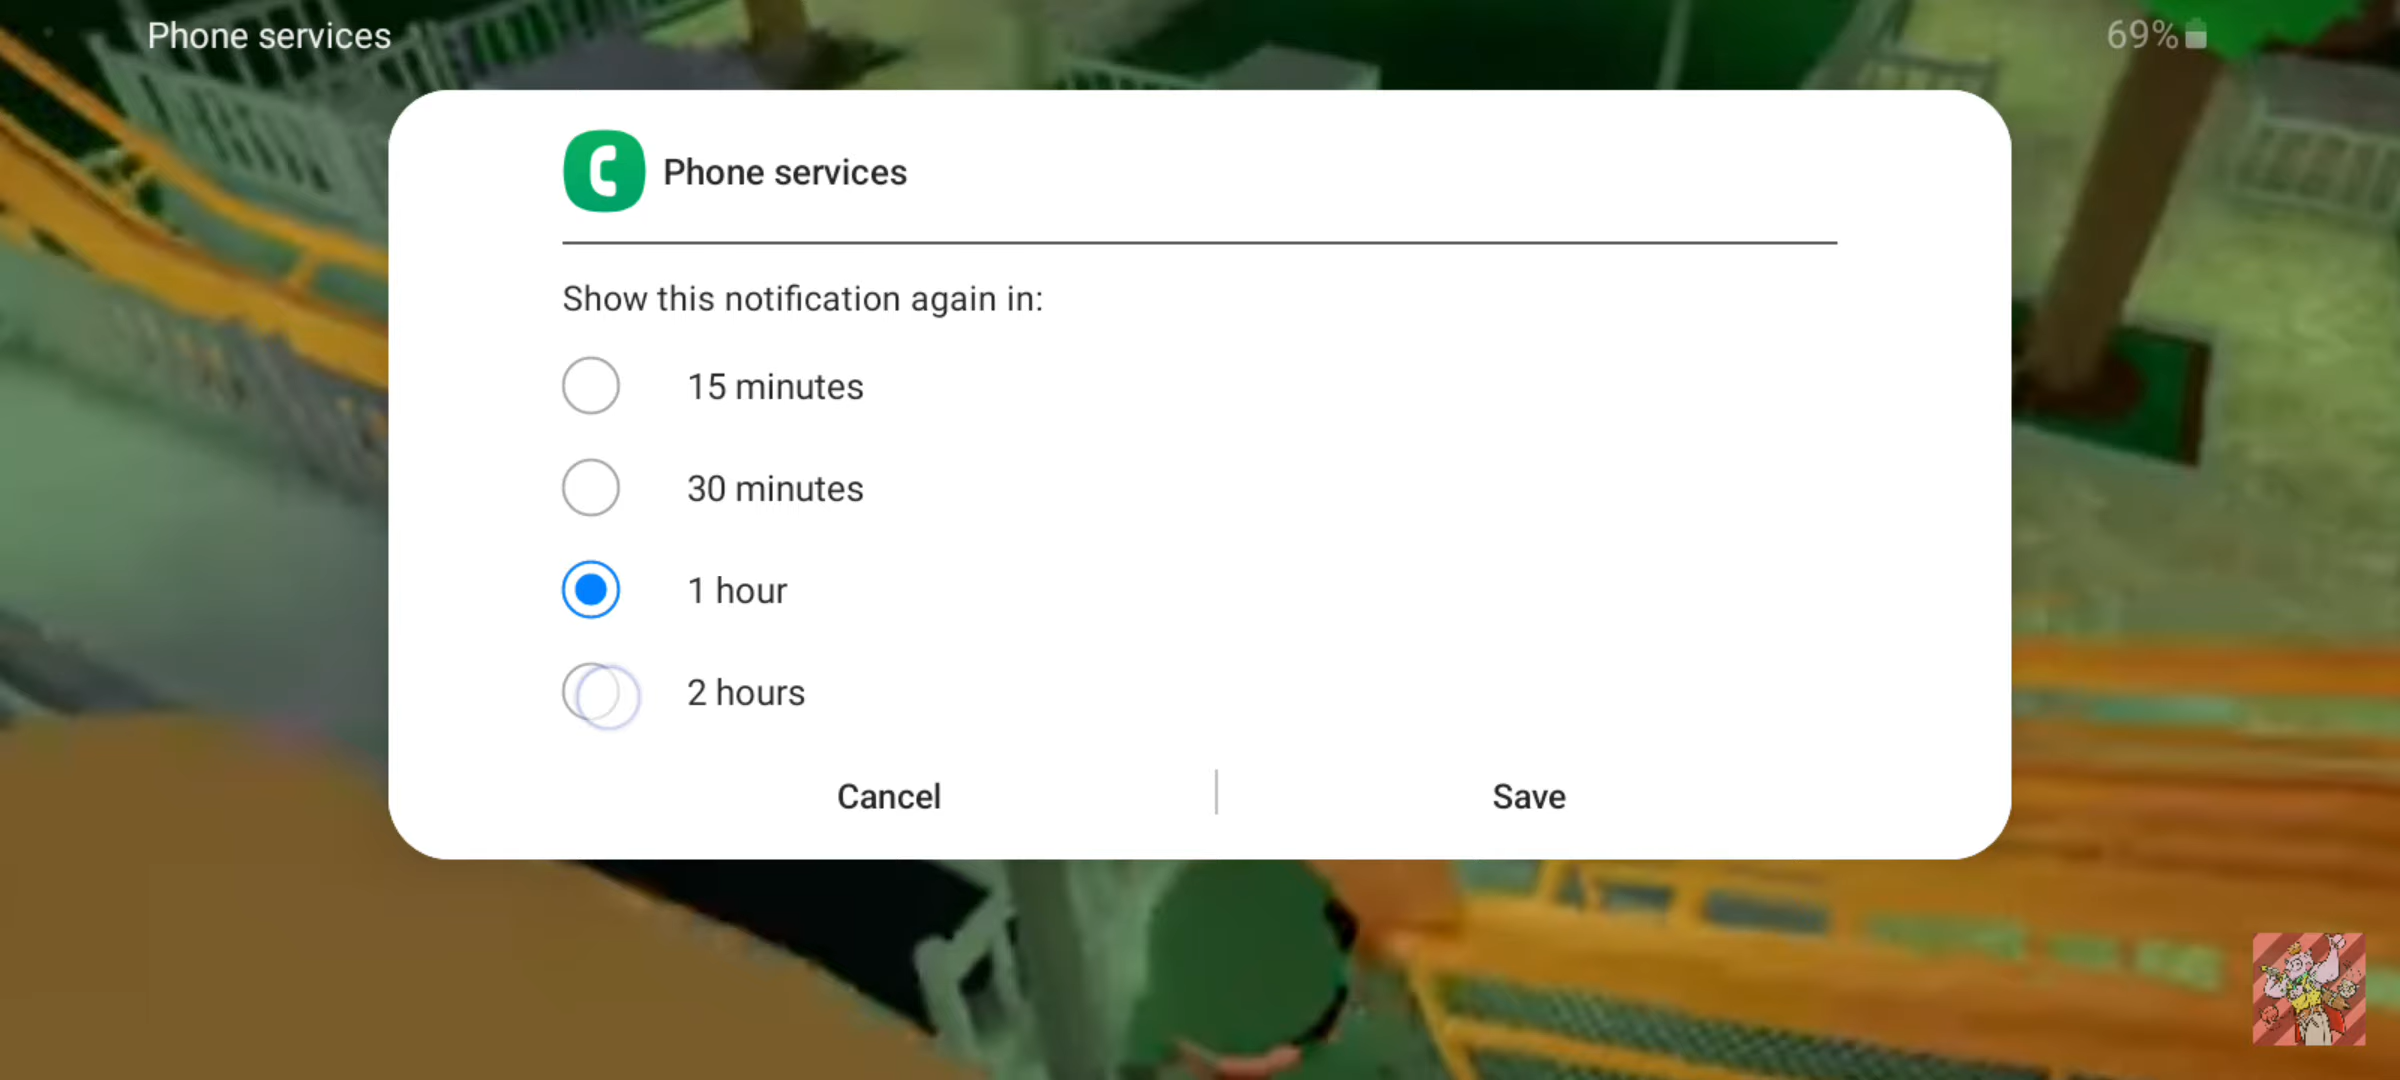 Phone services
69%
Phone services
Show this notification again in:
15 minutes
30 minutes
1 hour
2 hours
Cancel
Save